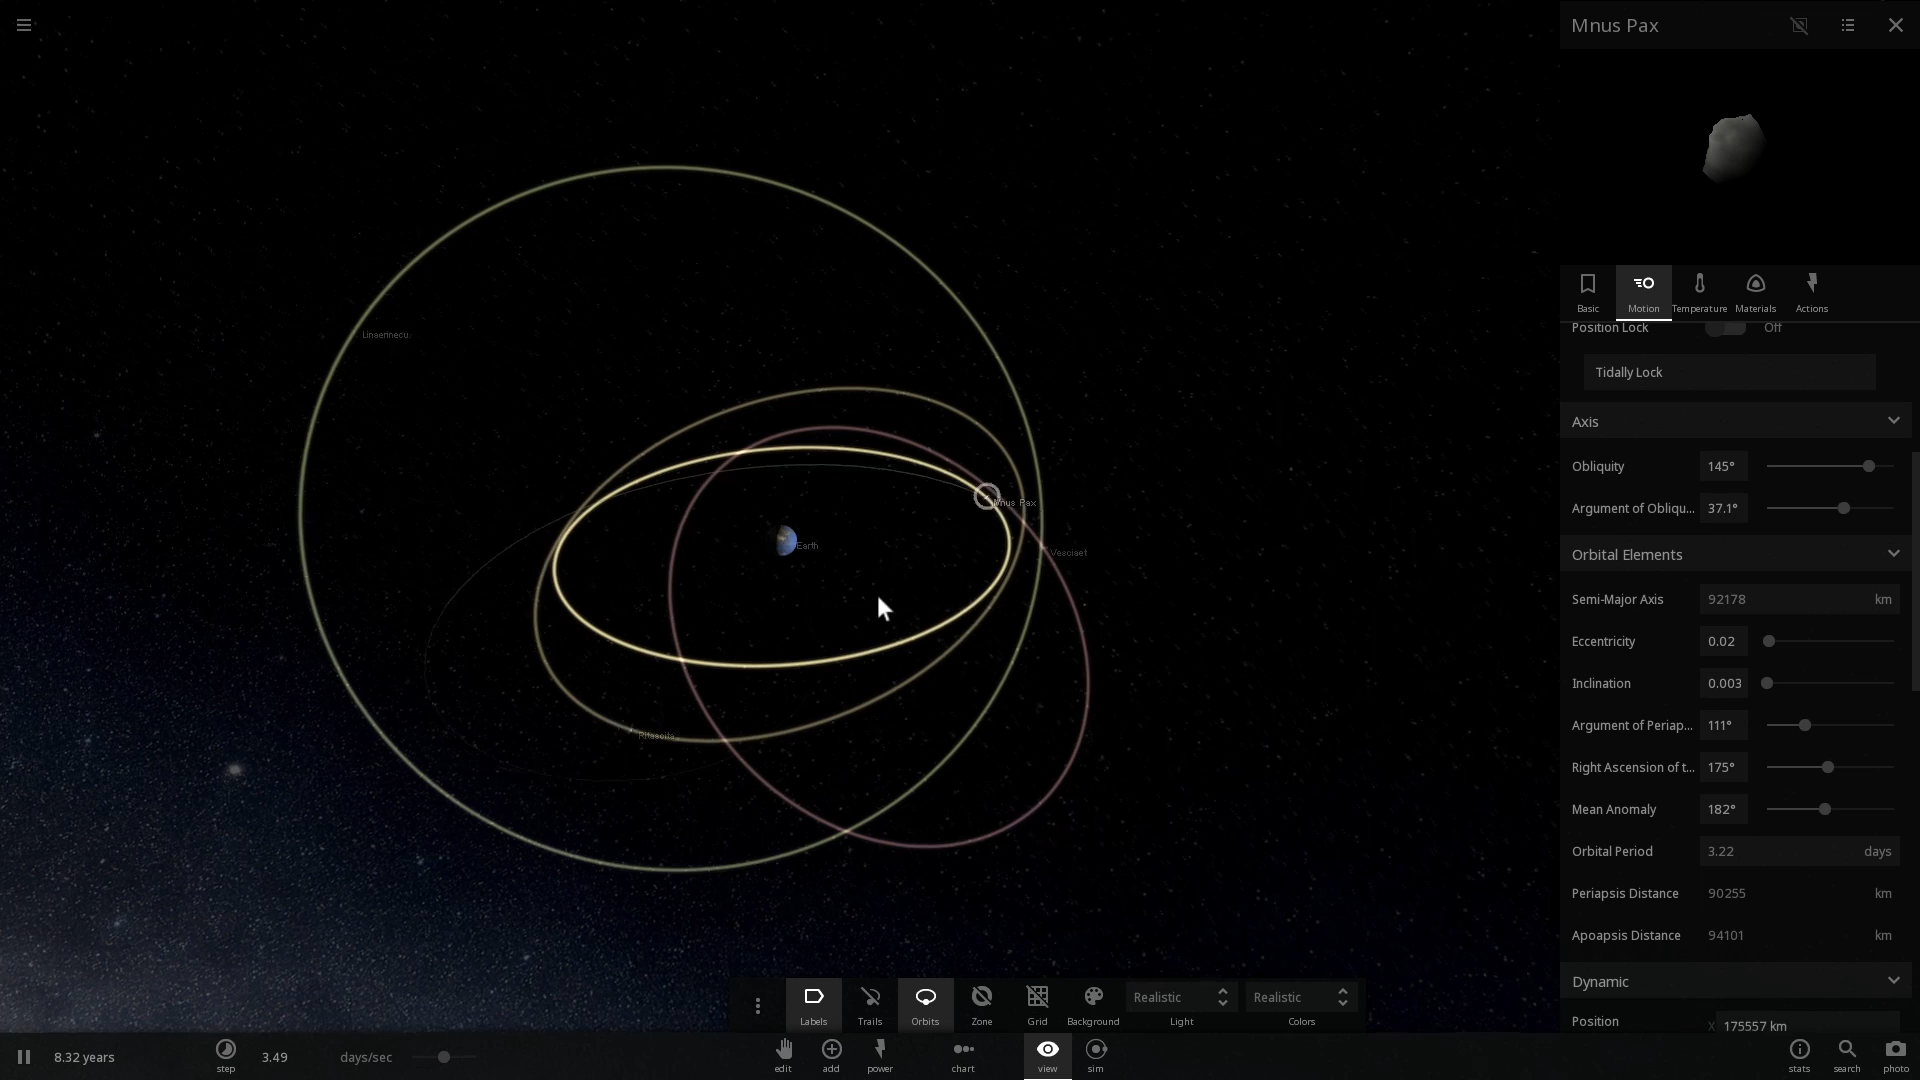 Mnus Pax
Linaennecu
Mnus Pax
Earth
Vesciaet
Basic
Motion
Temperature
Materials
Actions
Position Lock
Off
Tidally Lock
Axis
Obliquity
145°
Argument of Obliqu...
37.1°
Orbital Elements
Semi-Major Axis
92178
km
Eccentricity
0.02
Inclination
0.003
Argument of Periap...
111°
Right Ascension of t...
175°
Mean Anomaly
182°
Orbital Period
3.22
days
Periapsis Distance
90255
km
Apoapsis Distance
94101
km
Dynamic
Position
X
175557 km
Labels
Trails
Orbits
Zone
Grid
Background
Realistic
Light
Realistic
Colors
8.32 years
step
3.49
days/sec
edit
add
power
chart
view
sim
stats
search
photo